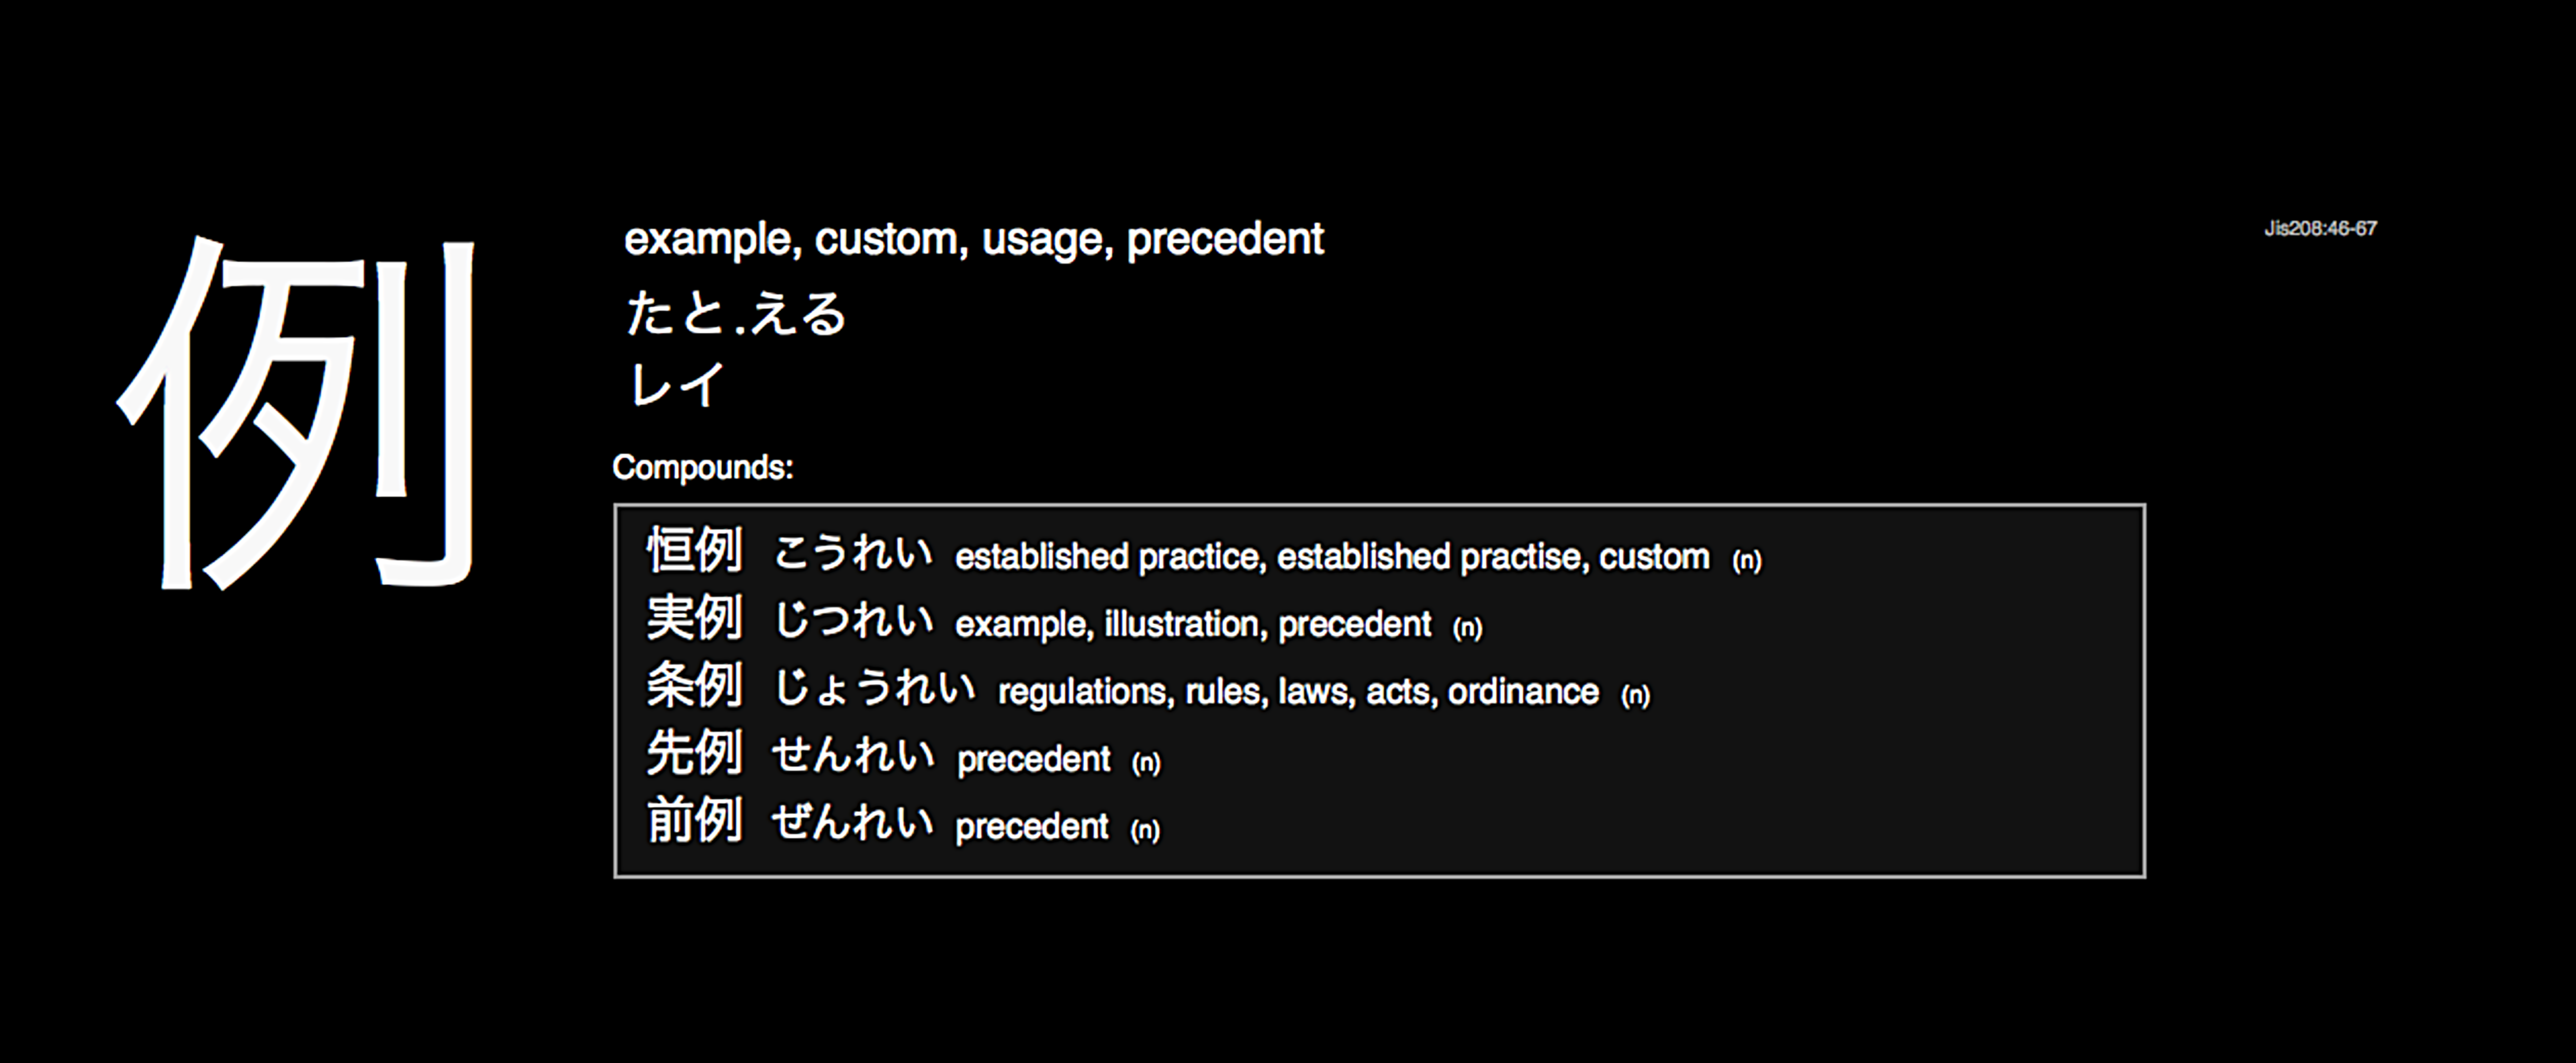 例
example, custom, usage, precedent
Jis208:46-67
たと.える
レイ
Compounds:
恒例 こうれい established practice, established practise, custom (n)
実例 じつれい example, illustration, precedent (n)
条例 じょうれい regulations, rules, laws, acts, ordinance (n)
先例 せんれい precedent (n)
前例 ぜんれい precedent (n)